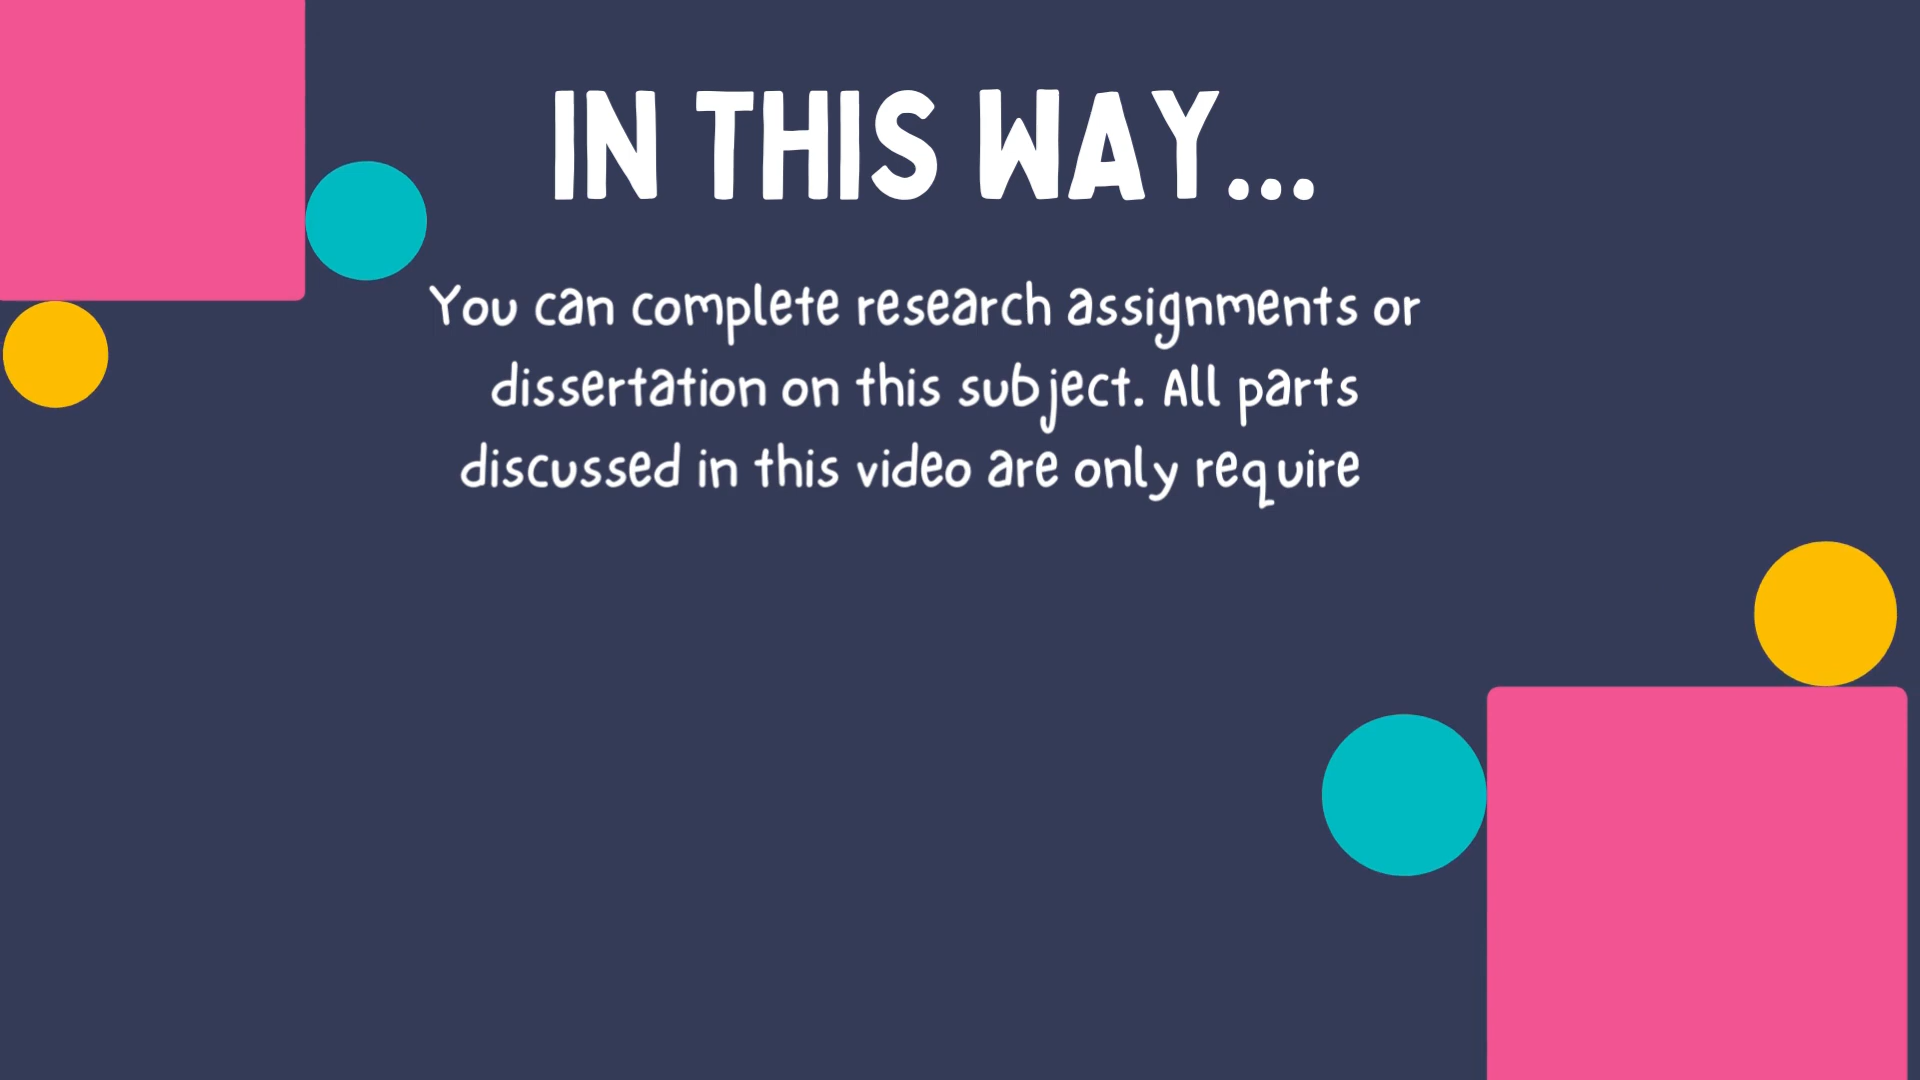 IN THIS WAY...
You can complete research assignments or
dissertation on this subject. All parts
discussed in this video are only require